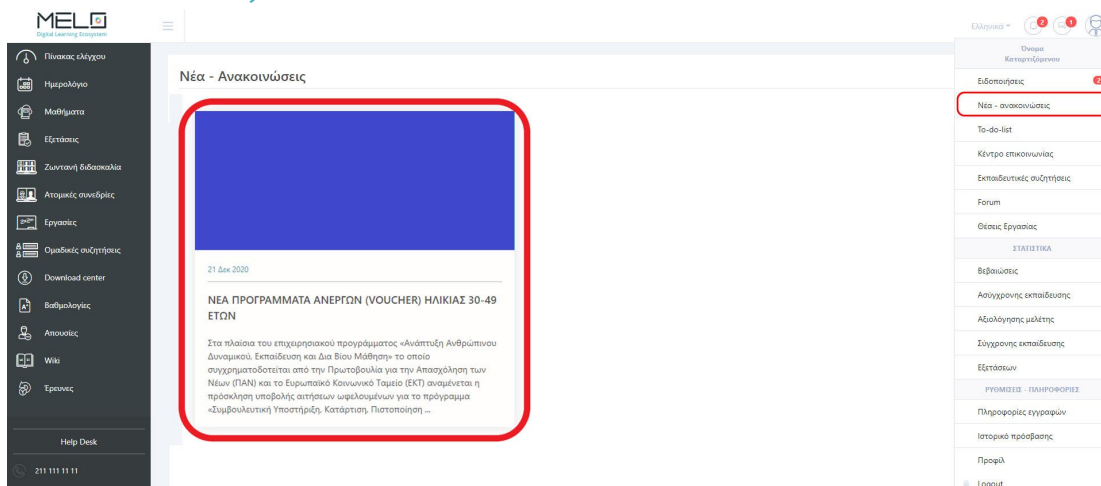 MELO
Digital Learning Ecosystem
Πίνακας ελέγχου
Ημερολόγιο
Μαθήματα
Εξετάσεις
Ζωντανή διδασκαλία
Ατομικές συνεδρίες
Εργασίες
Ομαδικές συζητήσεις
Download center
Βαθμολογίες
Απουσίες
Wiki
Έρευνες
Help Desk
211 111 11 11
Νέα - Ανακοινώσεις
21 Δεκ 2020
ΝΕΑ ΠΡΟΓΡΑΜΜΑΤΑ ΑΝΕΡΓΩΝ (VOUCHER) ΗΛΙΚΙΑΣ 30-49
ΕΤΩΝ
Στα πλαίσια του επιχειρησιακού προγράμματος «Ανάπτυξη Ανθρώπινου
Δυναμικού, Εκπαίδευση και Δια Βίου Μάθηση» το οποίο
συγχρηματοδοτείται από την Πρωτοβουλία για την Απασχόληση των
Νέων (ΠΑΝ) και το Ευρωπαϊκό Κοινωνικό Ταμείο (ΕΚΤ) αναμένεται η
πρόσκληση υποβολής αιτήσεων ωφελουμένων για το πρόγραμμα
«Συμβουλευτική Υποστήριξη, Κατάρτιση, Πιστοποίηση ...
Ελληνικά
2
1
Όνομα
Καταρτιζόμενου
Ειδοποιήσεις 2
Νέα - ανακοινώσεις
To-do-list
Κέντρο επικοινωνίας
Εκπαιδευτικές συζητήσεις
Forum
Θέσεις Εργασίας
ΣΤΑΤΙΣΤΙΚΑ
Βεβαιώσεις
Ασύγχρονης εκπαίδευσης
Αξιολόγησης μελέτης
Σύγχρονης εκπαίδευσης
Εξετάσεων
ΡΥΘΜΙΣΕΙΣ - ΠΛΗΡΟΦΟΡΙΕΣ
Πληροφορίες εγγραφών
Ιστορικό πρόσβασης
Προφίλ
Logout